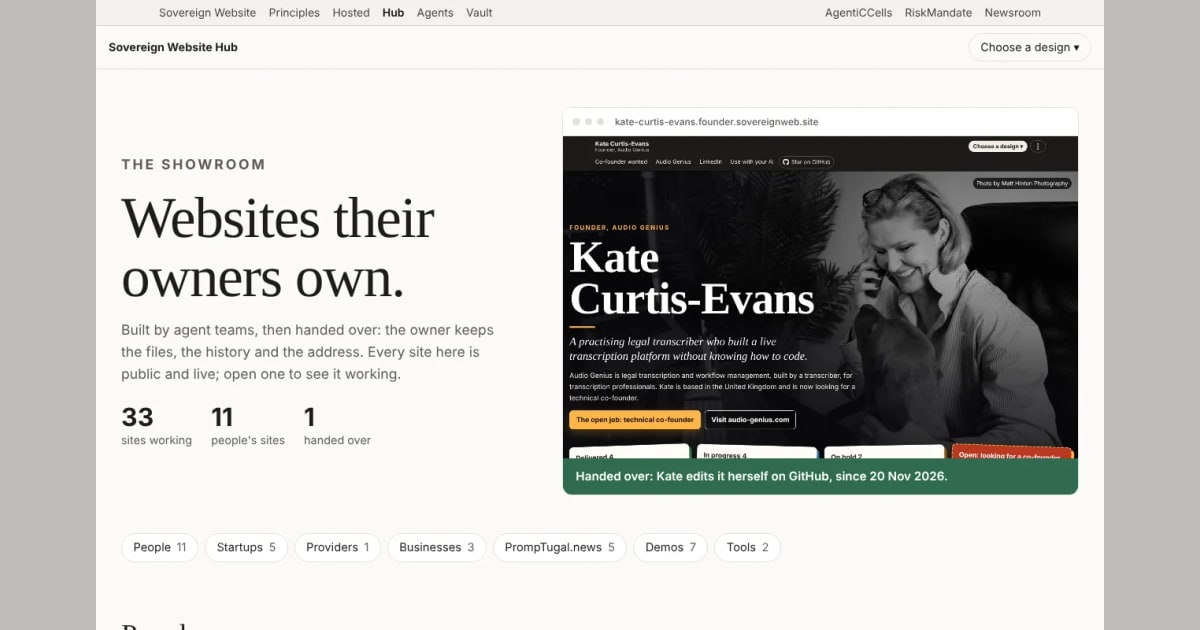 Sovereign Website Principles Hosted Hub Agents Vault AgentiCCells RiskMandate Newsroom
Sovereign Website Hub Choose a design ▾
THE SHOWROOM
Websites their
owners own.
Built by agent teams, then handed over: the owner keeps
the files, the history and the address. Every site here is
public and live; open one to see it working.
33 11 1
sites working people's sites handed over
kate-curtis-evans.founder.sovereignweb.site
Kate Curtis-Evans
Founder, Audio Genius
Choose a design ▾
Co-founder wanted Audio Genius LinkedIn Use with your AI Star on GitHub
Photo by Matt Hinton Photography
FOUNDER, AUDIO GENIUS
Kate
Curtis-Evans
A practising legal transcriber who built a live
transcription platform without knowing how to code.
Audio Genius is legal transcription and workflow management, built by a transcriber, for
transcription professionals. Kate is based in the United Kingdom and is now looking for a
technical co-founder.
The open job: technical co-founder Visit audio-genius.com
Delivered 4 In progress 4 On hold 2 Open: looking for a co-founder
Handed over: Kate edits it herself on GitHub, since 20 Nov 2026.
People 11 Startups 5 Providers 1 Businesses 3 PrompTugal.news 5 Demos 7 Tools 2